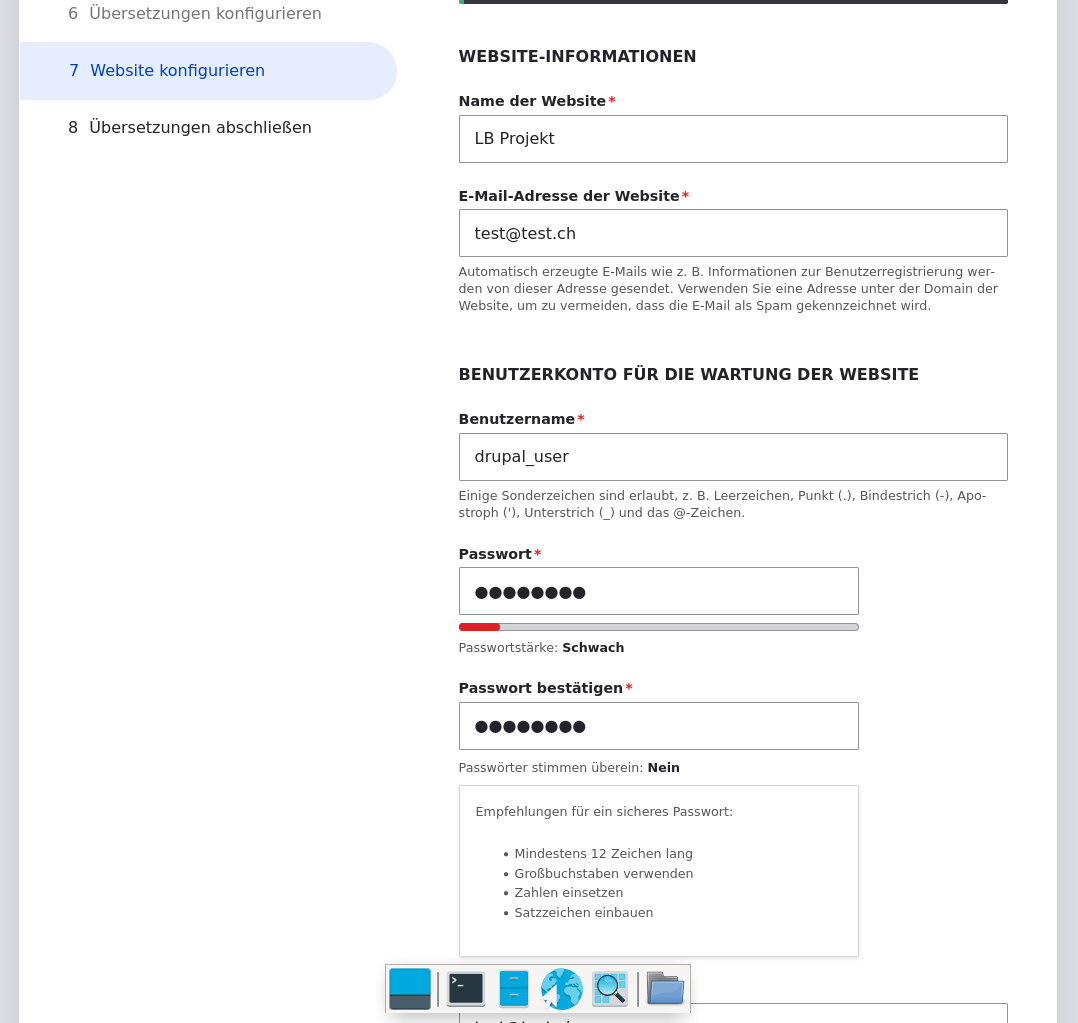 6 Übersetzungen konfigurieren
7 Website konfigurieren
8 Übersetzungen abschließen
WEBSITE-INFORMATIONEN
Name der Website*
LB Projekt
E-Mail-Adresse der Website*
test@test.ch
Automatisch erzeugte E-Mails wie z. B. Informationen zur Benutzerregistrierung wer-
den von dieser Adresse gesendet. Verwenden Sie eine Adresse unter der Domain der
Website, um zu vermeiden, dass die E-Mail als Spam gekennzeichnet wird.
BENUTZERKONTO FÜR DIE WARTUNG DER WEBSITE
Benutzername*
drupal_user
Einige Sonderzeichen sind erlaubt, z. B. Leerzeichen, Punkt (.), Bindestrich (-), Apo-
stroph ('), Unterstrich (_) und das @-Zeichen.
Passwort*
●●●●●●●●
Passwortstärke: Schwach
Passwort bestätigen*
●●●●●●●●
Passwörter stimmen überein: Nein
Empfehlungen für ein sicheres Passwort:
• Mindestens 12 Zeichen lang
• Großbuchstaben verwenden
• Zahlen einsetzen
• Satzzeichen einbauen